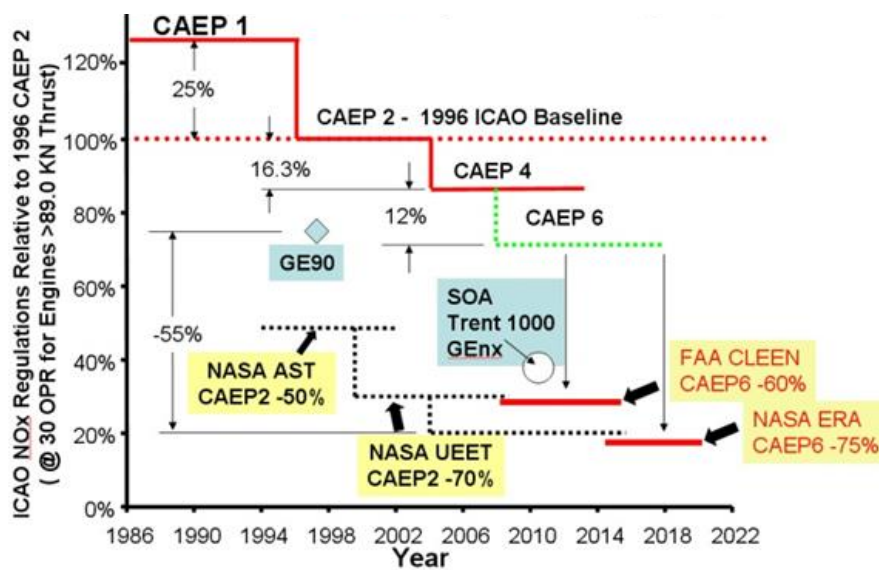 ICAO NOx Regulations Relative to 1996 CAEP 2
( @ 30 OPR for Engines >89.0 KN Thrust)
120%
100%
80%
60%
40%
20%
0%
CAEP 1
25%
CAEP 2 - 1996 ICAO Baseline
16.3%
CAEP 4
12%
CAEP 6
GE90
-55%
SOA
Trent 1000
GEnx
NASA AST
CAEP2 -50%
FAA CLEEN
CAEP6 -60%
NASA UEET
CAEP2 -70%
NASA ERA
CAEP6 -75%
1986 1990 1994 1998 2002 2006 2010 2014 2018 2022
Year